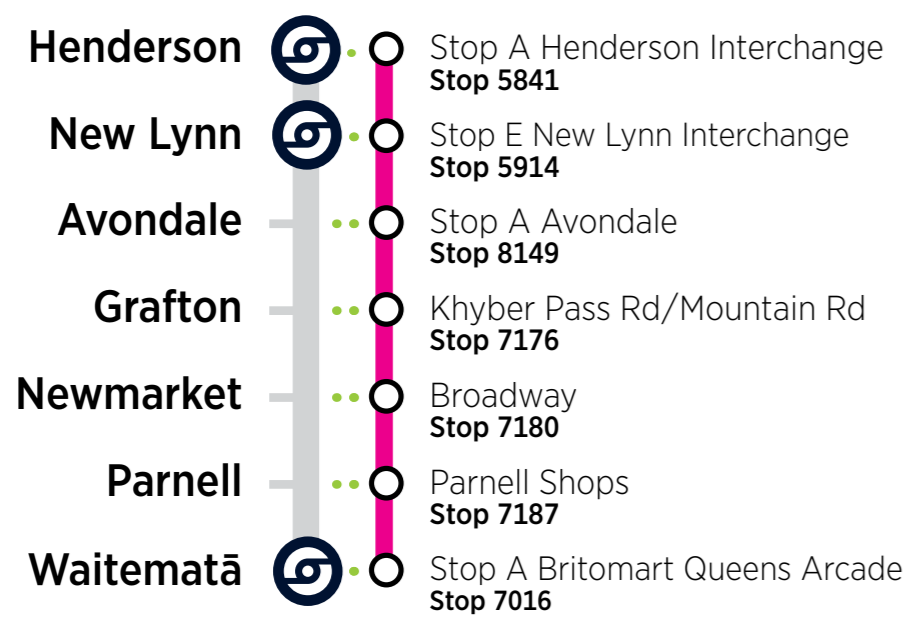 Henderson
Stop A Henderson Interchange
Stop 5841
New Lynn
Stop E New Lynn Interchange
Stop 5914
Avondale
Stop A Avondale
Stop 8149
Grafton
Khyber Pass Rd/Mountain Rd
Stop 7176
Newmarket
Broadway
Stop 7180
Parnell
Parnell Shops
Stop 7187
Waitematā
Stop A Britomart Queens Arcade
Stop 7016